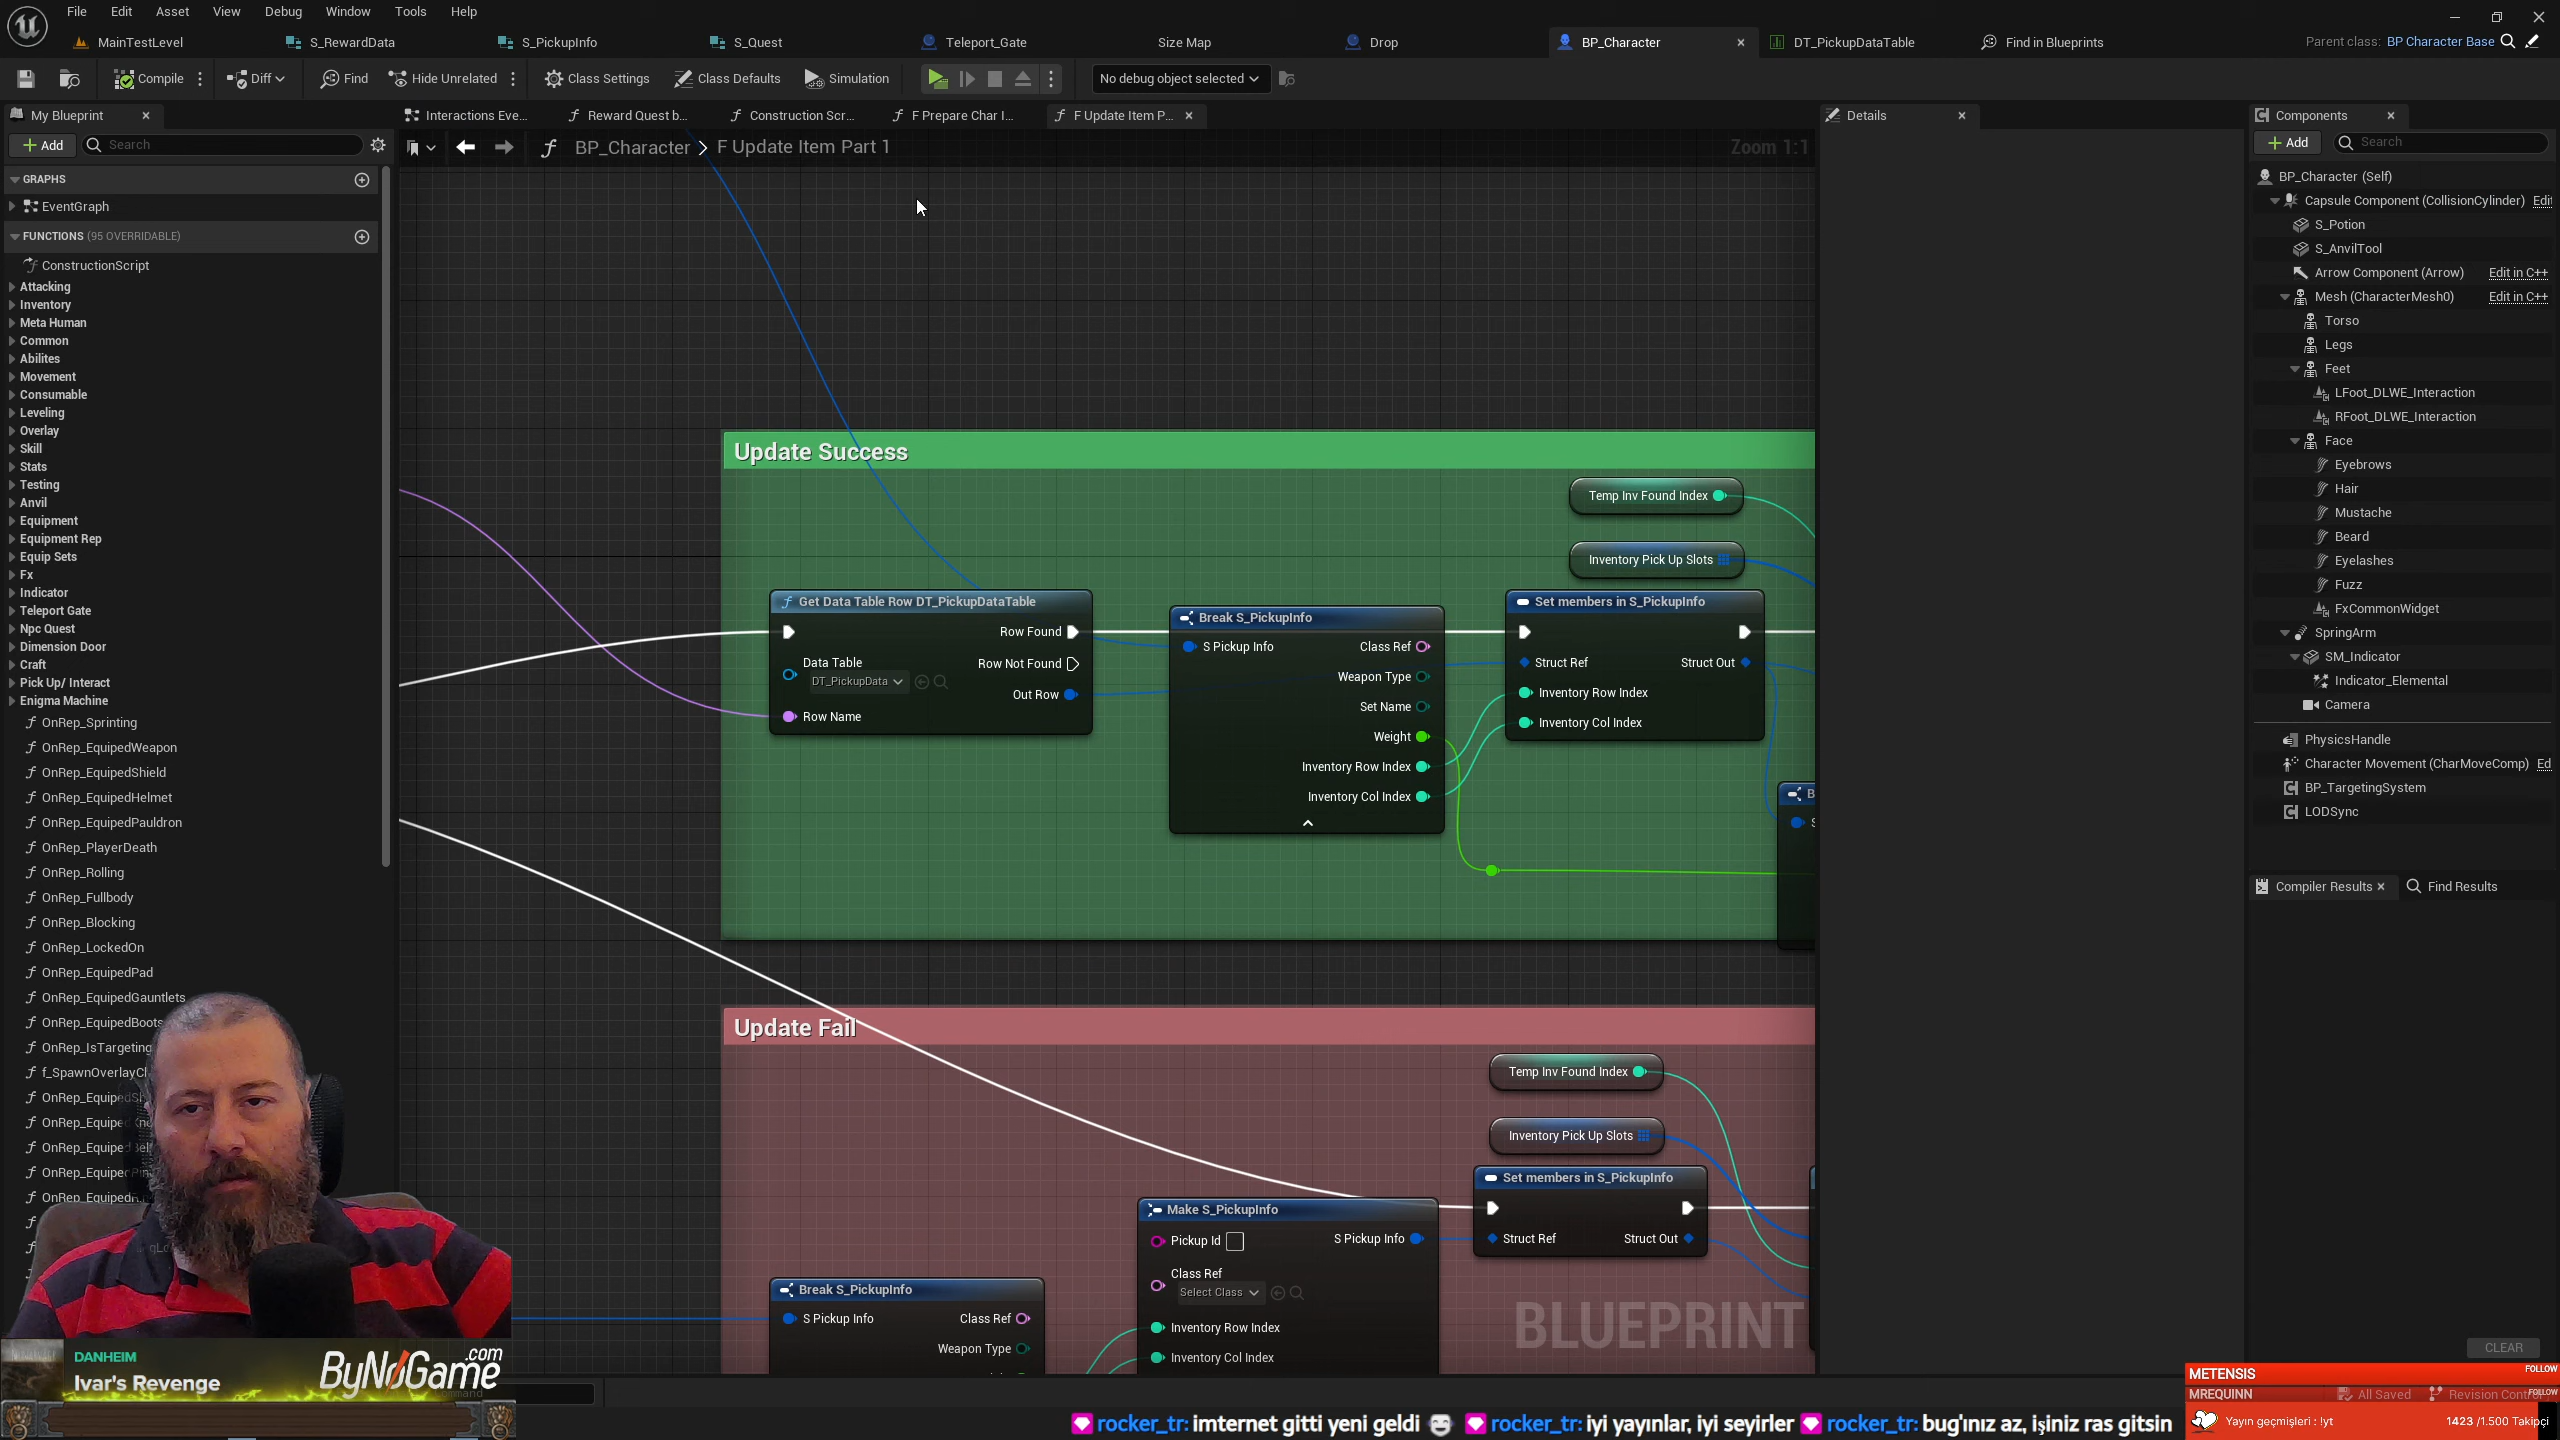 File Edit Asset View Debug Window Tools Help
MainTestLevel S_RewardData S_PickupInfo S_Quest Teleport_Gate Size Map Drop BP_Character DT_PickupDataTable Find in Blueprints Parent class: BP Character Base
Compile Diff Find Hide Unrelated Class Settings Class Defaults Simulation No debug object selected
My Blueprint
Add Search
GRAPHS
EventGraph
FUNCTIONS (95 OVERRIDABLE)
ConstructionScript
Attacking
Inventory
Meta Human
Common
Abilites
Movement
Consumable
Leveling
Overlay
Skill
Stats
Testing
Anvil
Equipment
Equipment Rep
Equip Sets
Fx
Indicator
Teleport Gate
Npc Quest
Dimension Door
Craft
Pick Up/ Interact
Enigma Machine
OnRep_Sprinting
OnRep_EquipedWeapon
OnRep_EquipedShield
OnRep_EquipedHelmet
OnRep_EquipedPauldron
OnRep_PlayerDeath
OnRep_Rolling
OnRep_Fullbody
OnRep_Blocking
OnRep_LockedOn
OnRep_EquipedPad
OnRep_EquipedGauntlets
OnRep_EquipedBoots
OnRep_IsTargeting
f_SpawnOverlayCl
Interactions Eve... Reward Quest b... Construction Scr... F Prepare Char I... F Update Item P...
BP_Character > F Update Item Part 1
Zoom 1:1
Update Success
Temp Inv Found Index
Inventory Pick Up Slots
Get Data Table Row DT_PickupDataTable
Row Found
Data Table
DT_PickupData
Row Not Found
Out Row
Row Name
Break S_PickupInfo
S Pickup Info
Class Ref
Weapon Type
Set Name
Weight
Inventory Row Index
Inventory Col Index
Set members in S_PickupInfo
Struct Ref
Struct Out
Inventory Row Index
Inventory Col Index
Update Fail
Temp Inv Found Index
Inventory Pick Up Slots
Set members in S_PickupInfo
Struct Ref
Struct Out
Make S_PickupInfo
Pickup Id
S Pickup Info
Class Ref
Select Class
Inventory Row Index
Inventory Col Index
Break S_PickupInfo
S Pickup Info
Class Ref
Weapon Type
BLUEPRINT
Details
Components
Add Search
BP_Character (Self)
Capsule Component (CollisionCylinder) Edi
S_Potion
S_AnvilTool
Arrow Component (Arrow) Edit in C++
Mesh (CharacterMesh0) Edit in C++
Torso
Legs
Feet
LFoot_DLWE_Interaction
RFoot_DLWE_Interaction
Face
Eyebrows
Hair
Mustache
Beard
Eyelashes
Fuzz
FxCommonWidget
SpringArm
SM_Indicator
Indicator_Elemental
Camera
PhysicsHandle
Character Movement (CharMoveComp) Ed
BP_TargetingSystem
LODSync
Compiler Results Find Results
CLEAR
DANHEIM
Ivar's Revenge
ByNoGame.com
METENSIS FOLLOW
MREQUINN All Saved FOLLOW
Yayın geçmişleri : !yt 1423 /1.500 Takipçi
rocker_tr: imternet gitti yeni geldi rocker_tr: iyi yayınlar, iyi seyirler rocker_tr: bug'ınız az, işiniz ras gitsin